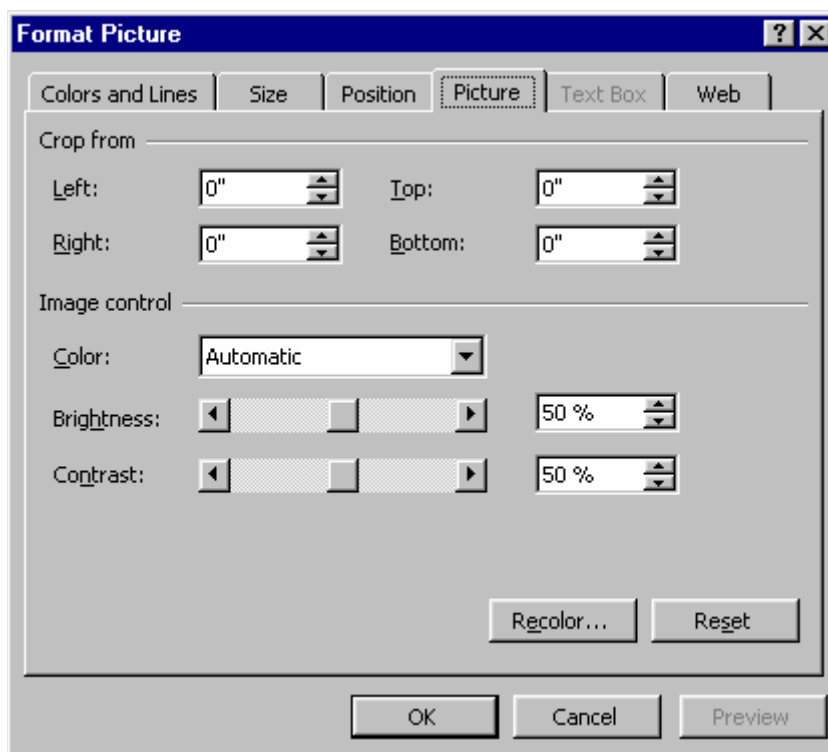 Format Picture
Colors and Lines Size Position Picture Text Box Web
Crop from
Left: 0" Top: 0"
Right: 0" Bottom: 0"
Image control
Color: Automatic
Brightness: 50 %
Contrast: 50 %
Recolor... Reset
OK Cancel Preview